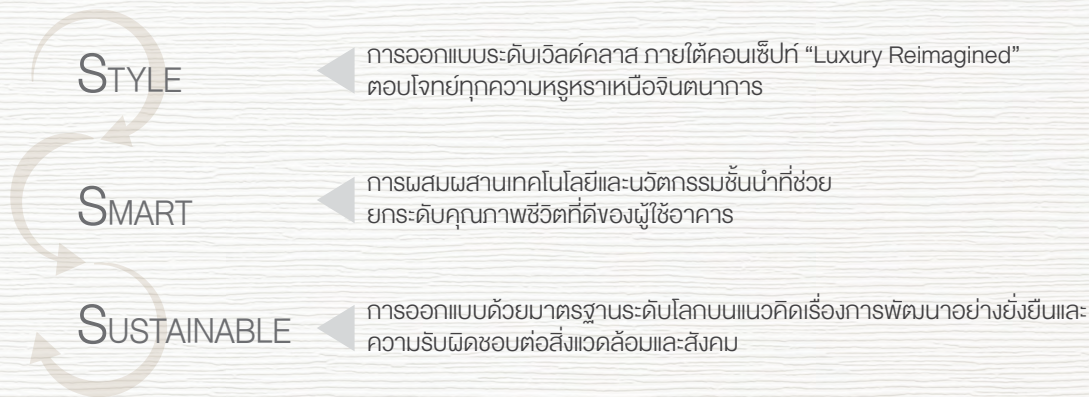 STYLE
การออกแบบระดับเวิลด์คลาส ภายใต้คอนเซ็ปท์ “Luxury Reimagined”
ตอบโจทย์ทุกความหรูหราเหนือจินตนาการ
SMART
การผสมผสานเทคโนโลยีและนวัตกรรมชั้นนำที่ช่วย
ยกระดับคุณภาพชีวิตที่ดีของผู้ใช้อาคาร
SUSTAINABLE
การออกแบบด้วยมาตรฐานระดับโลกบนแนวคิดเรื่องการพัฒนาอย่างยั่งยืนและ
ความรับผิดชอบต่อสิ่งแวดล้อมและสังคม